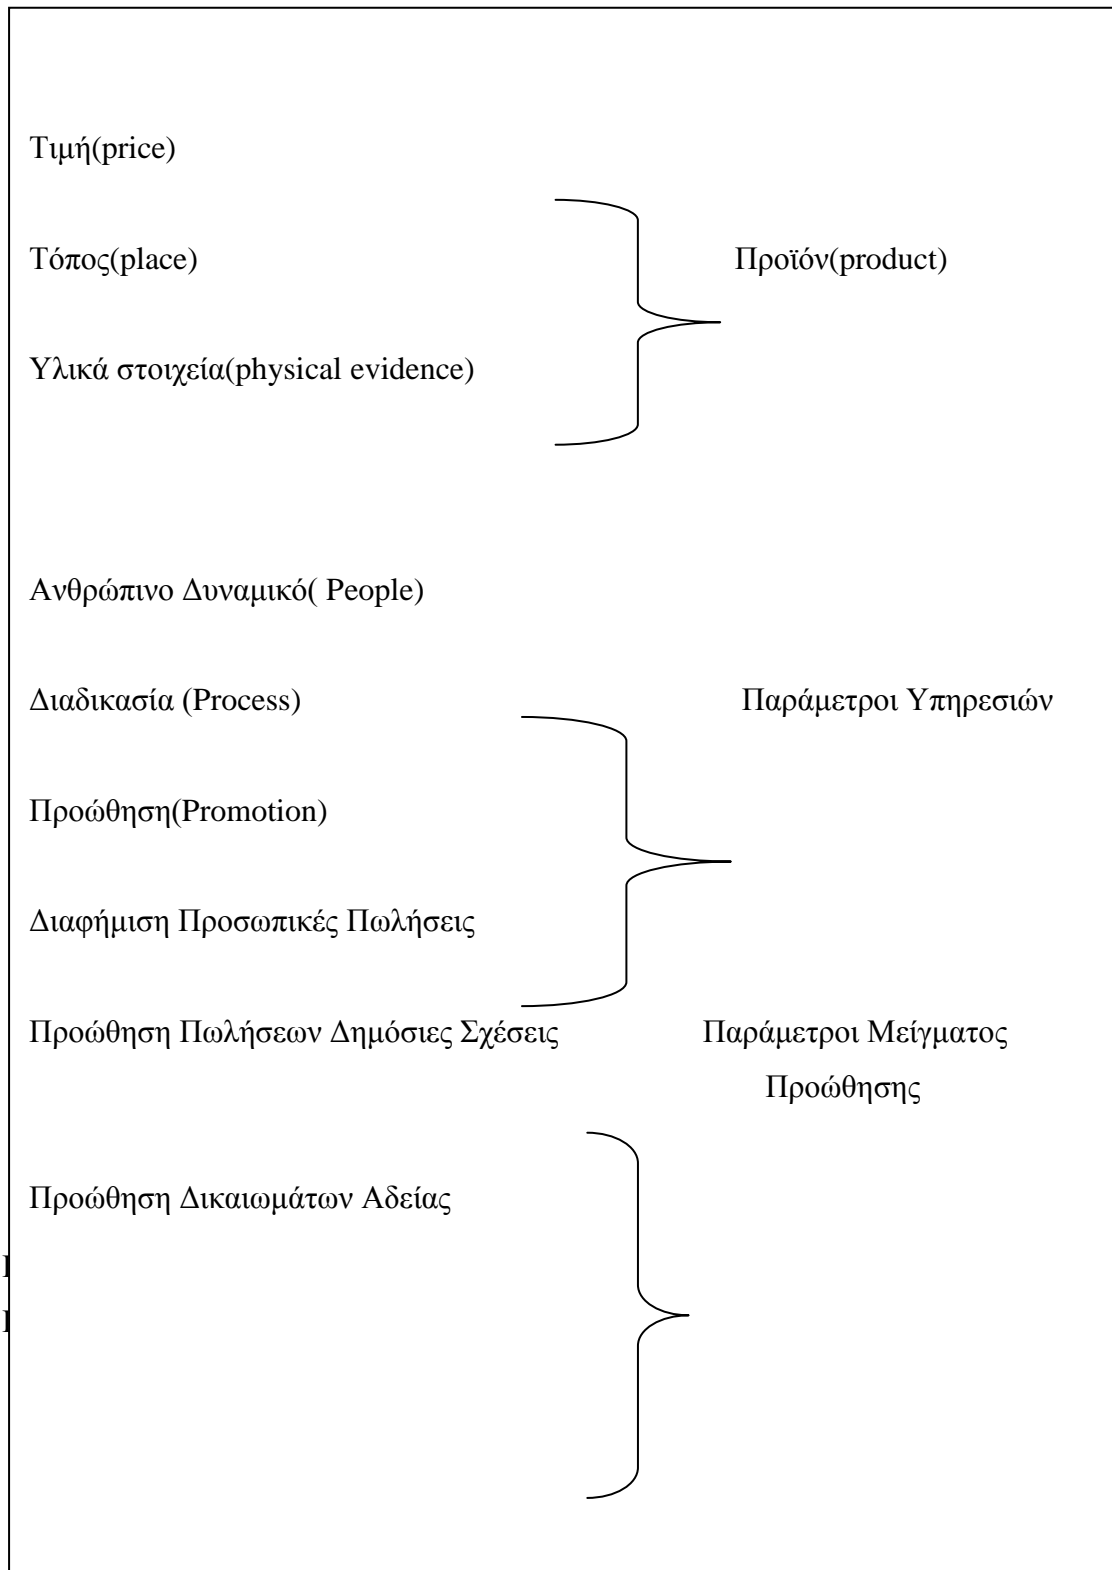 Τιμή(price)
Τόπος(place) Προϊόν(product)
Υλικά στοιχεία(physical evidence)
Ανθρώπινο Δυναμικό( People)
Διαδικασία (Process) Παράμετροι Υπηρεσιών
Προώθηση(Promotion)
Διαφήμιση Προσωπικές Πωλήσεις
Προώθηση Πωλήσεων Δημόσιες Σχέσεις Παράμετροι Μείγματος
Προώθησης
Προώθηση Δικαιωμάτων Αδείας